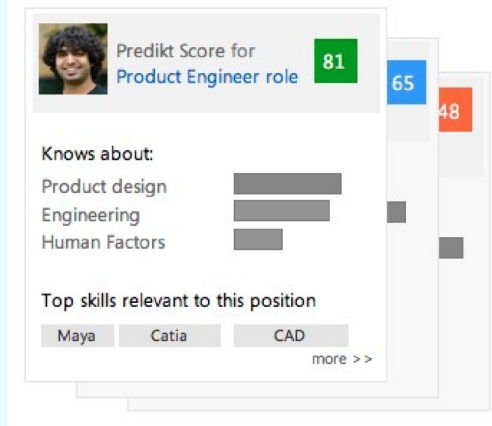 Predikt Score for
Product Engineer role
81
65
48
Knows about:
Product design
Engineering
Human Factors
Top skills relevant to this position
Maya Catia CAD
more >>